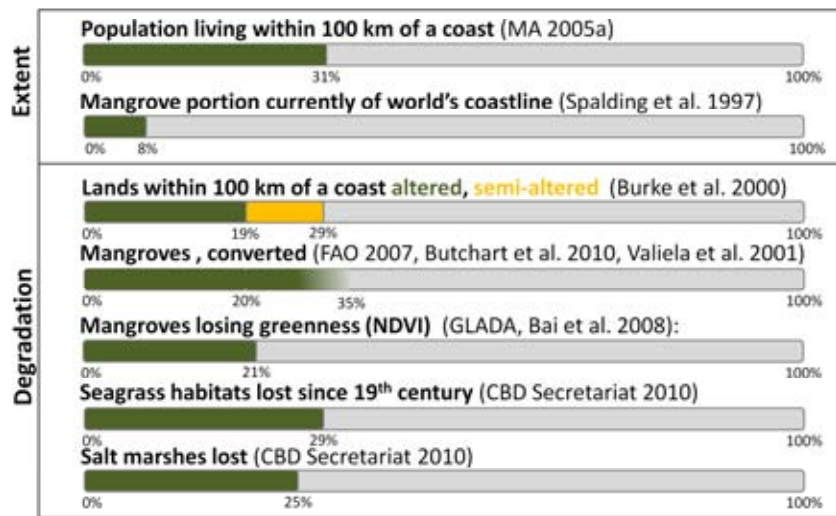 Extent
Population living within 100 km of a coast (MA 2005a)
0% 31% 100%
Mangrove portion currently of world's coastline (Spalding et al. 1997)
0% 8% 100%
Degradation
Lands within 100 km of a coast altered, semi-altered (Burke et al. 2000)
0% 19% 29% 100%
Mangroves , converted (FAO 2007, Butchart et al. 2010, Valiela et al. 2001)
0% 20% 35% 100%
Mangroves losing greenness (NDVI) (GLADA, Bai et al. 2008):
0% 21% 100%
Seagrass habitats lost since 19th century (CBD Secretariat 2010)
0% 29% 100%
Salt marshes lost (CBD Secretariat 2010)
0% 25% 100%